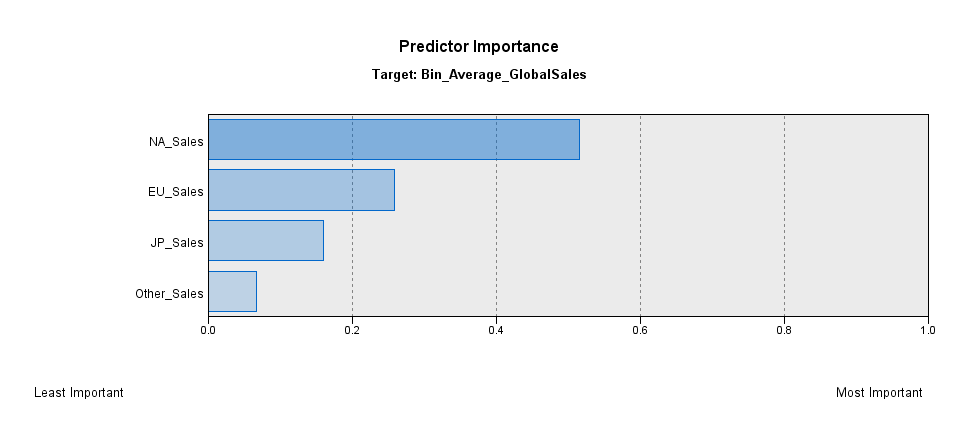 Predictor Importance
Target: Bin_Average_GlobalSales
NA_Sales
EU_Sales
JP_Sales
Other_Sales
0.0 0.2 0.4 0.6 0.8 1.0
Least Important Most Important